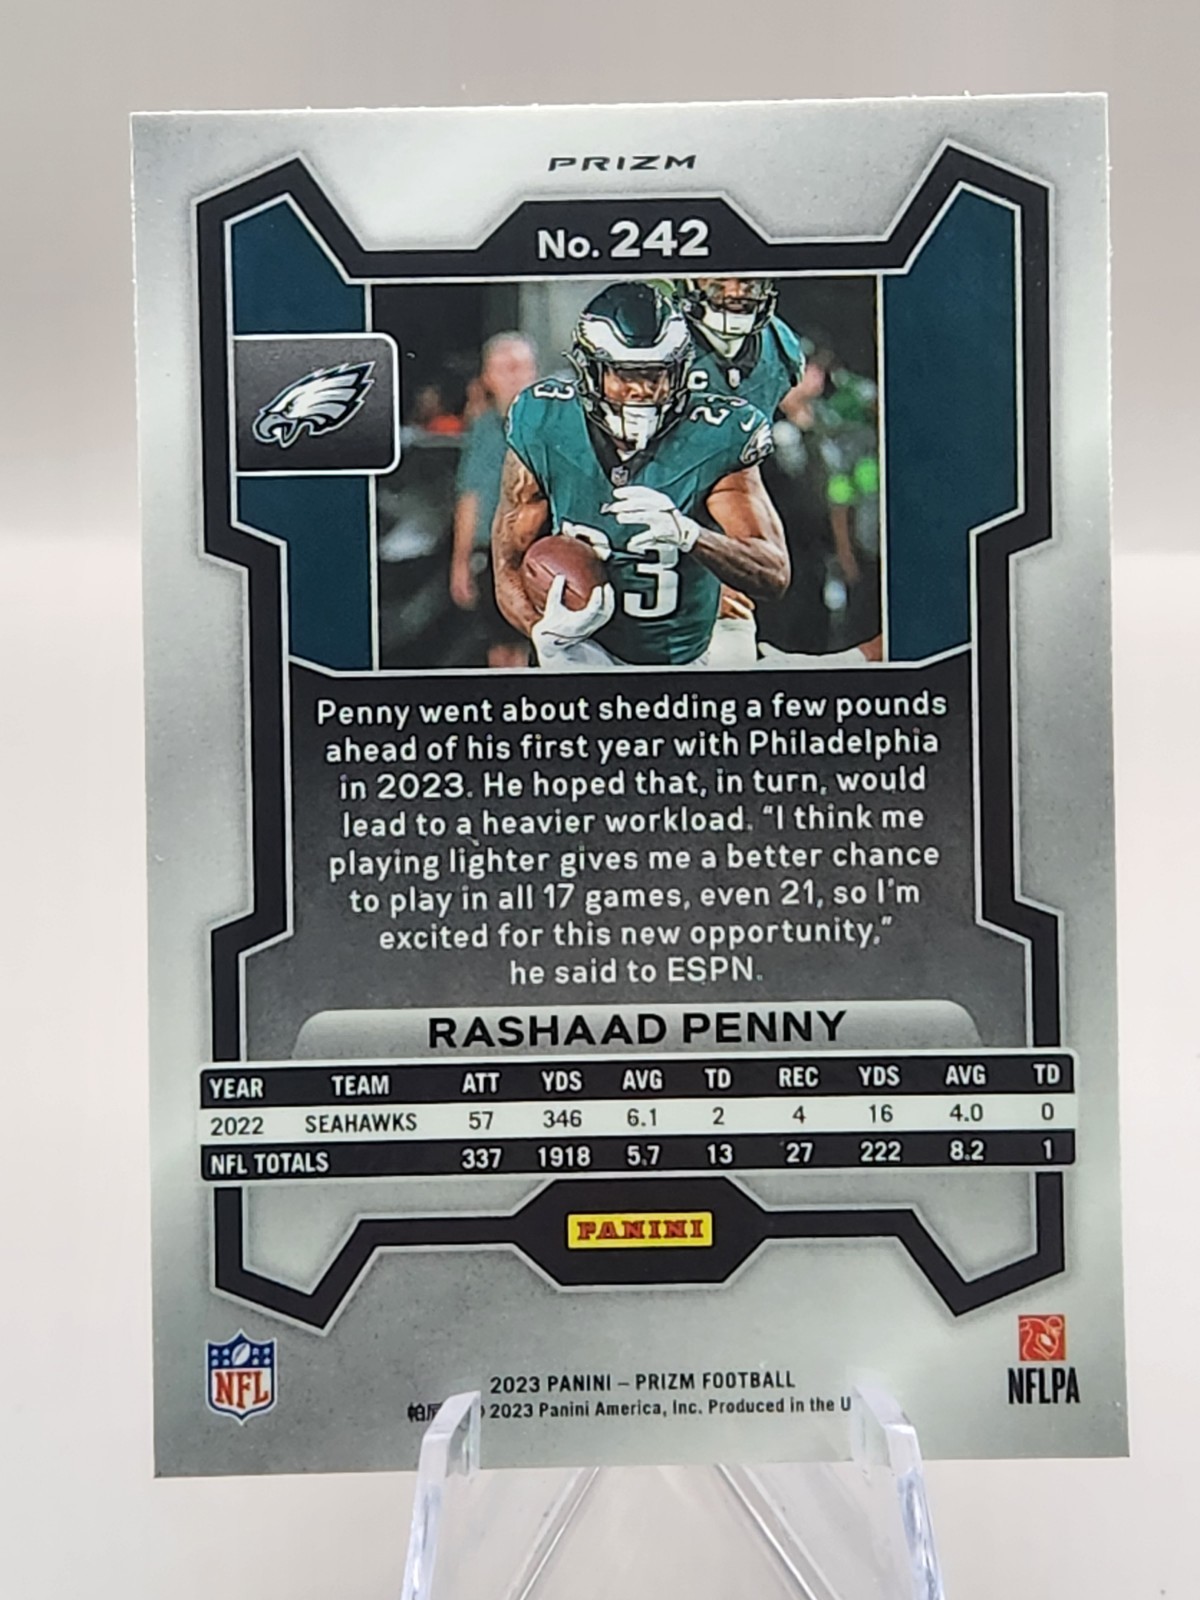 PRIZM
No. 242
C
23
23
Penny went about shedding a few pounds
ahead of his first year with Philadelphia
in 2023. He hoped that, in turn, would
lead to a heavier workload. "I think me
playing lighter gives me a better chance
to play in all 17 games, even 21, so I'm
excited for this new opportunity,"
he said to ESPN.
RASHAAD PENNY
YEAR TEAM ATT YDS AVG TD REC YDS AVG TD
2022 SEAHAWKS 57 346 6.1 2 4 16 4.0 0
NFL TOTALS 337 1918 5.7 13 27 222 8.2 1
PANINI
NFL
NFLPA
2023 PANINI – PRIZM FOOTBALL
2023 Panini America, Inc. Produced in the